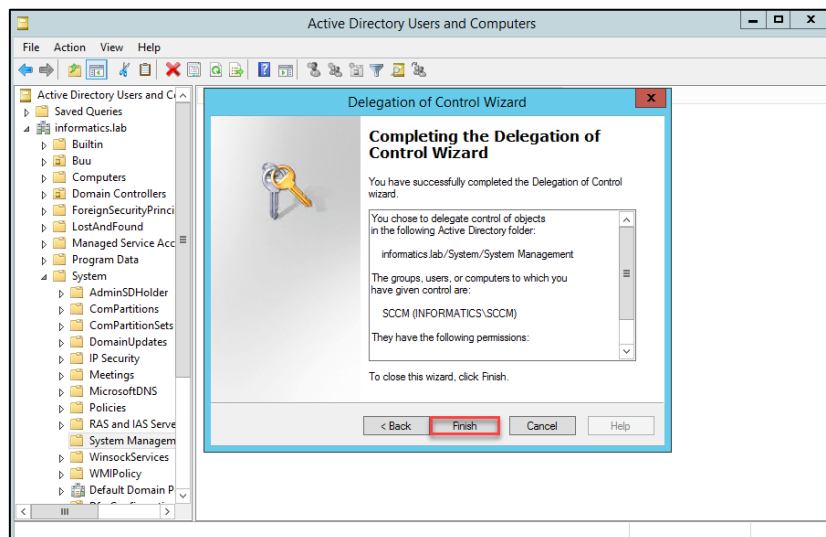 Active Directory Users and Computers
File Action View Help
Active Directory Users and C
Saved Queries
informatics.lab
Builtin
Buu
Computers
Domain Controllers
ForeignSecurityPrinci
LostAndFound
Managed Service Acc
Program Data
System
AdminSDHolder
ComPartitions
ComPartitionSets
DomainUpdates
IP Security
Meetings
MicrosoftDNS
Policies
RAS and IAS Serve
System Managem
WinsockServices
WMIPolicy
Default Domain P
Delegation of Control Wizard
Completing the Delegation of
Control Wizard
You have successfully completed the Delegation of Control
wizard.
You chose to delegate control of objects
in the following Active Directory folder:
informatics.lab/System/System Management
The groups, users, or computers to which you
have given control are:
SCCM (INFORMATICS\SCCM)
They have the following permissions:
To close this wizard, click Finish.
< Back Finish Cancel Help